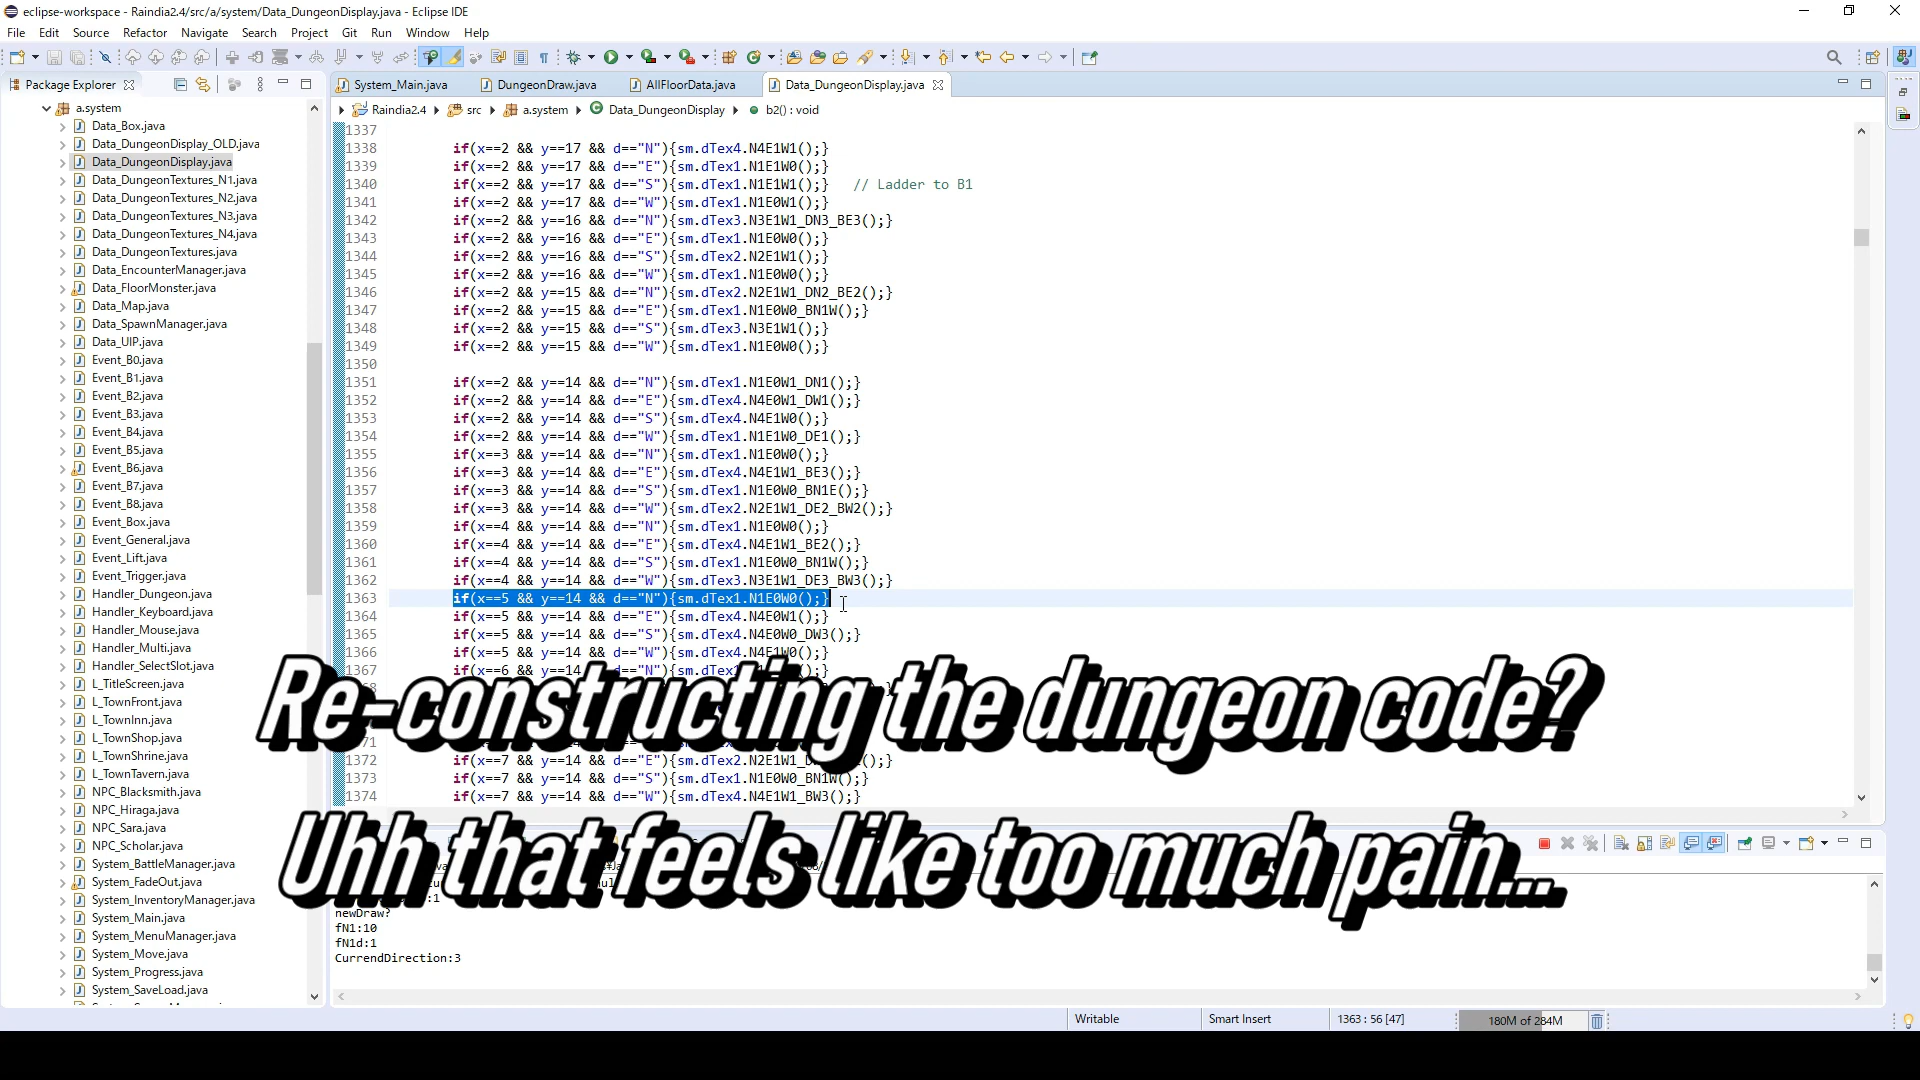 eclipse-workspace - Raindia2.4/src/a/system/Data_DungeonDisplay.java - Eclipse IDE
File Edit Source Refactor Navigate Search Project Git Run Window Help
Package Explorer
System_Main.java DungeonDraw.java AllFloorData.java Data_DungeonDisplay.java
Raindia2.4 src a.system Data_DungeonDisplay b2() : void
a.system
Data_Box.java
Data_DungeonDisplay_OLD.java
Data_DungeonDisplay.java
Data_DungeonTextures_N1.java
Data_DungeonTextures_N2.java
Data_DungeonTextures_N3.java
Data_DungeonTextures_N4.java
Data_DungeonTextures.java
Data_EncounterManager.java
Data_FloorMonster.java
Data_Map.java
Data_SpawnManager.java
Data_UIP.java
Event_B0.java
Event_B1.java
Event_B2.java
Event_B3.java
Event_B4.java
Event_B5.java
Event_B6.java
Event_B7.java
Event_B8.java
Event_Box.java
Event_General.java
Event_Lift.java
Event_Trigger.java
Handler_Dungeon.java
Handler_Keyboard.java
Handler_Mouse.java
Handler_Multi.java
Handler_SelectSlot.java
L_TitleScreen.java
L_TownFront.java
L_TownInn.java
L_TownShop.java
L_TownShrine.java
L_TownTavern.java
NPC_Blacksmith.java
NPC_Hiraga.java
NPC_Sara.java
NPC_Scholar.java
System_BattleManager.java
System_FadeOut.java
System_InventoryManager.java
System_Main.java
System_MenuManager.java
System_Move.java
System_Progress.java
System_SaveLoad.java
1337
1338 if(x==2 && y==17 && d=="N"){sm.dTex4.N4E1W1();}
1339 if(x==2 && y==17 && d=="E"){sm.dTex1.N1E1W0();}
1340 if(x==2 && y==17 && d=="S"){sm.dTex1.N1E1W1();} // Ladder to B1
1341 if(x==2 && y==17 && d=="W"){sm.dTex1.N1E0W1();}
1342 if(x==2 && y==16 && d=="N"){sm.dTex3.N3E1W1_DN3_BE3();}
1343 if(x==2 && y==16 && d=="E"){sm.dTex1.N1E0W0();}
1344 if(x==2 && y==16 && d=="S"){sm.dTex2.N2E1W1();}
1345 if(x==2 && y==16 && d=="W"){sm.dTex1.N1E0W0();}
1346 if(x==2 && y==15 && d=="N"){sm.dTex2.N2E1W1_DN2_BE2();}
1347 if(x==2 && y==15 && d=="E"){sm.dTex1.N1E0W0_BN1W();}
1348 if(x==2 && y==15 && d=="S"){sm.dTex3.N3E1W1();}
1349 if(x==2 && y==15 && d=="W"){sm.dTex1.N1E0W0();}
1350
1351 if(x==2 && y==14 && d=="N"){sm.dTex1.N1E0W1_DN1();}
1352 if(x==2 && y==14 && d=="E"){sm.dTex4.N4E0W1_DW1();}
1353 if(x==2 && y==14 && d=="S"){sm.dTex4.N4E1W0();}
1354 if(x==2 && y==14 && d=="W"){sm.dTex1.N1E1W0_DE1();}
1355 if(x==3 && y==14 && d=="N"){sm.dTex1.N1E0W0();}
1356 if(x==3 && y==14 && d=="E"){sm.dTex4.N4E1W1_BE3();}
1357 if(x==3 && y==14 && d=="S"){sm.dTex1.N1E0W0_BN1E();}
1358 if(x==3 && y==14 && d=="W"){sm.dTex2.N2E1W1_DE2_BW2();}
1359 if(x==4 && y==14 && d=="N"){sm.dTex1.N1E0W0();}
1360 if(x==4 && y==14 && d=="E"){sm.dTex4.N4E1W1_BE2();}
1361 if(x==4 && y==14 && d=="S"){sm.dTex1.N1E0W0_BN1W();}
1362 if(x==4 && y==14 && d=="W"){sm.dTex3.N3E1W1_DE3_BW3();}
1363 if(x==5 && y==14 && d=="N"){sm.dTex1.N1E0W0();}
1364 if(x==5 && y==14 && d=="E"){sm.dTex4.N4E0W1();}
1365 if(x==5 && y==14 && d=="S"){sm.dTex4.N4E0W0_DW3();}
1366 if(x==5 && y==14 && d=="W"){sm.dTex4.N4E1W0();}
1367 if(x==6 && y==14
Re-constructing the dungeon code?
1372 if(x==7 && y==14 && d=="E"){sm.dTex2.N2E1W1
1373 if(x==7 && y==14 && d=="S"){sm.dTex1.N1E0W0_BN1W();}
1374 if(x==7 && y==14 && d=="W"){sm.dTex4.N4E1W1_BW3();}
Uhh that feels like too much pain...
newDraw?
fN1:10
fN1d:1
CurrendDirection:3
Writable Smart Insert 1363 : 56 [47] 180M of 284M